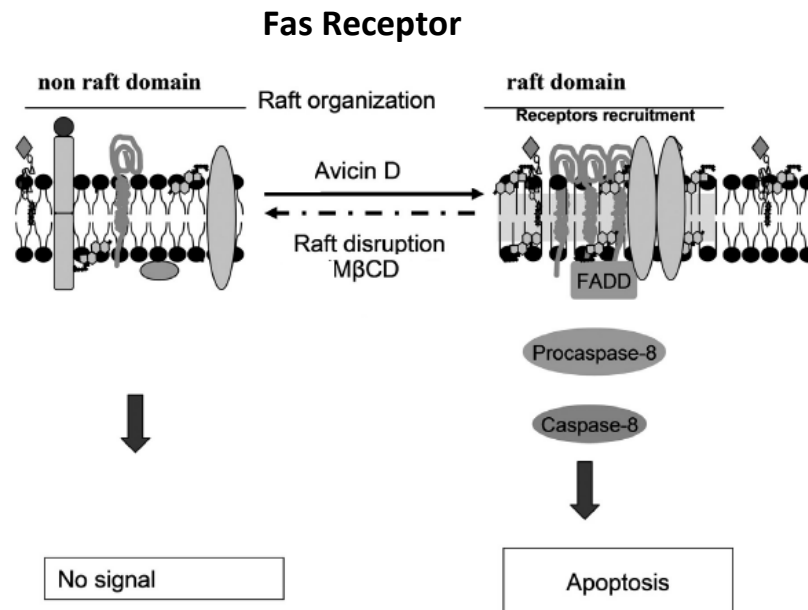 Fas Receptor
non raft domain
Raft organization
raft domain
Receptors recruitment
Avicin D
Raft disruption
MβCD
FADD
Procaspase-8
Caspase-8
No signal
Apoptosis